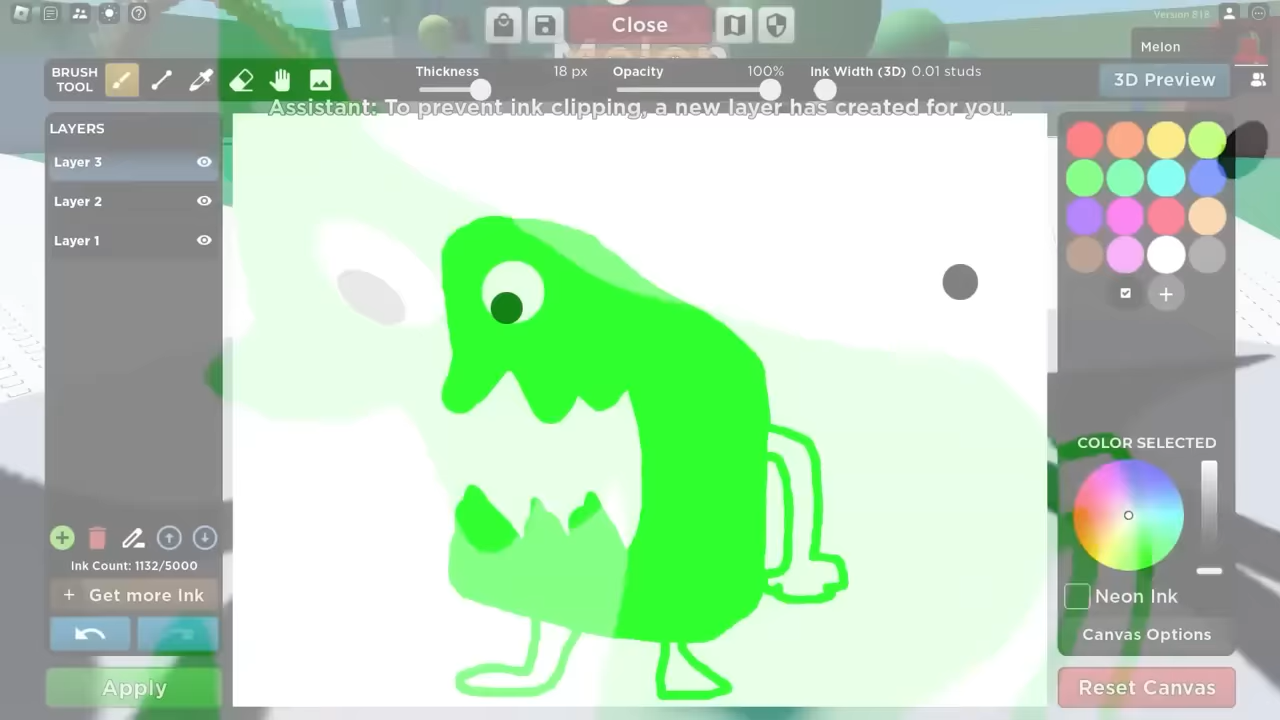 Version 818
Close
Melon
Melon
BRUSH
TOOL
Thickness
18 px
Opacity
100%
Ink Width (3D) 0.01 studs
3D Preview
Assistant: To prevent ink clipping, a new layer has created for you.
LAYERS
Layer 3
Layer 2
Layer 1
COLOR SELECTED
Ink Count: 1132/5000
+ Get more Ink
Neon Ink
Canvas Options
Apply
Reset Canvas